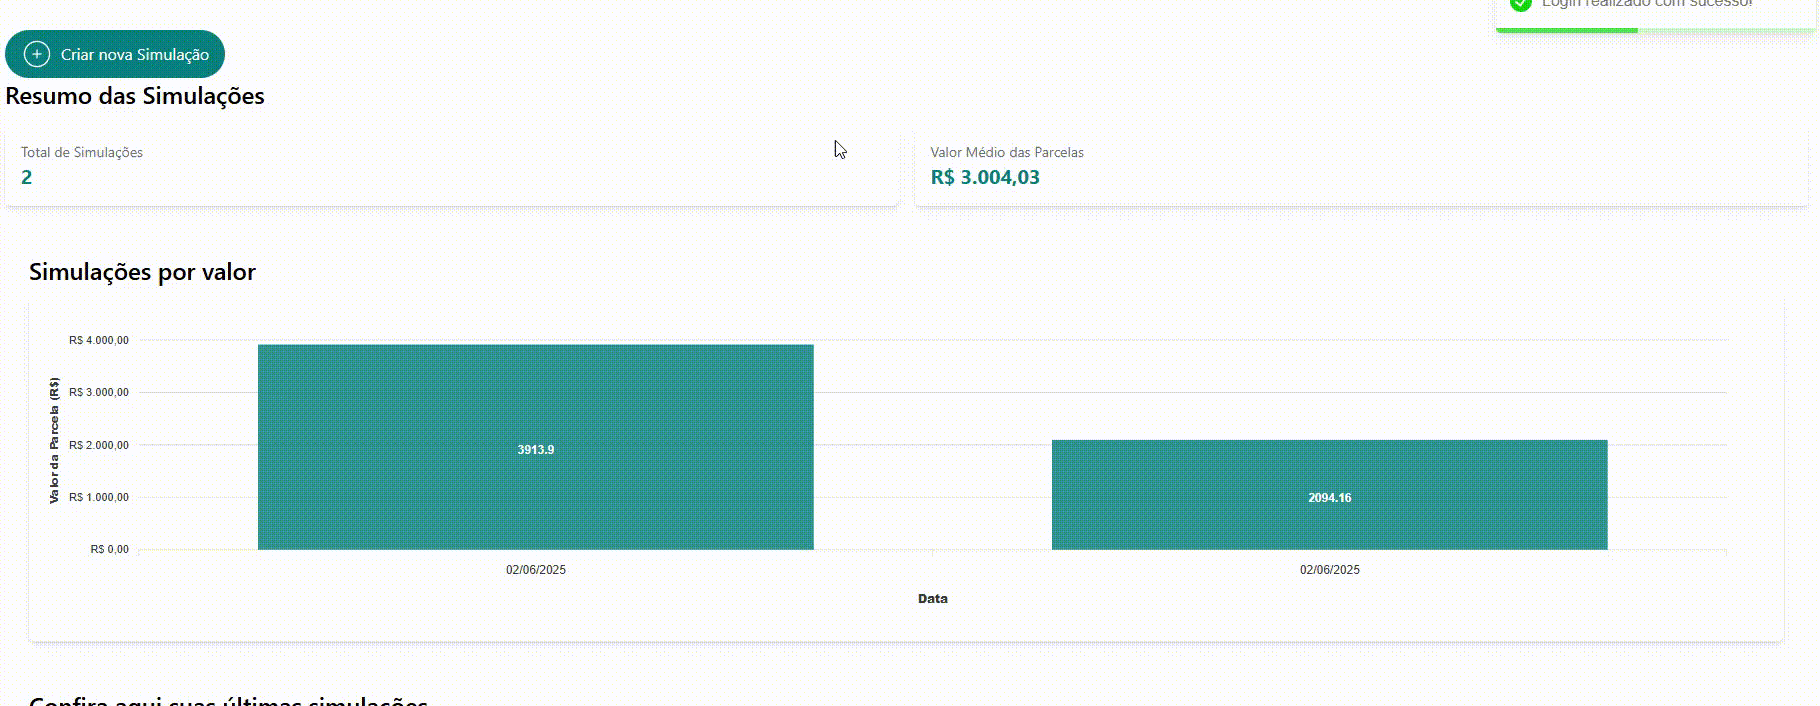 Login realizado com sucesso!
Criar nova Simulação
Resumo das Simulações
Total de Simulações
2
Valor Médio das Parcelas
R$ 3.004,03
Simulações por valor
Valor da Parcela (R$)
R$ 4.000,00
R$ 3.000,00
R$ 2.000,00
R$ 1.000,00
R$ 0,00
3913.9
2094.16
02/06/2025
02/06/2025
Data
Confira aqui suas últimas simulações